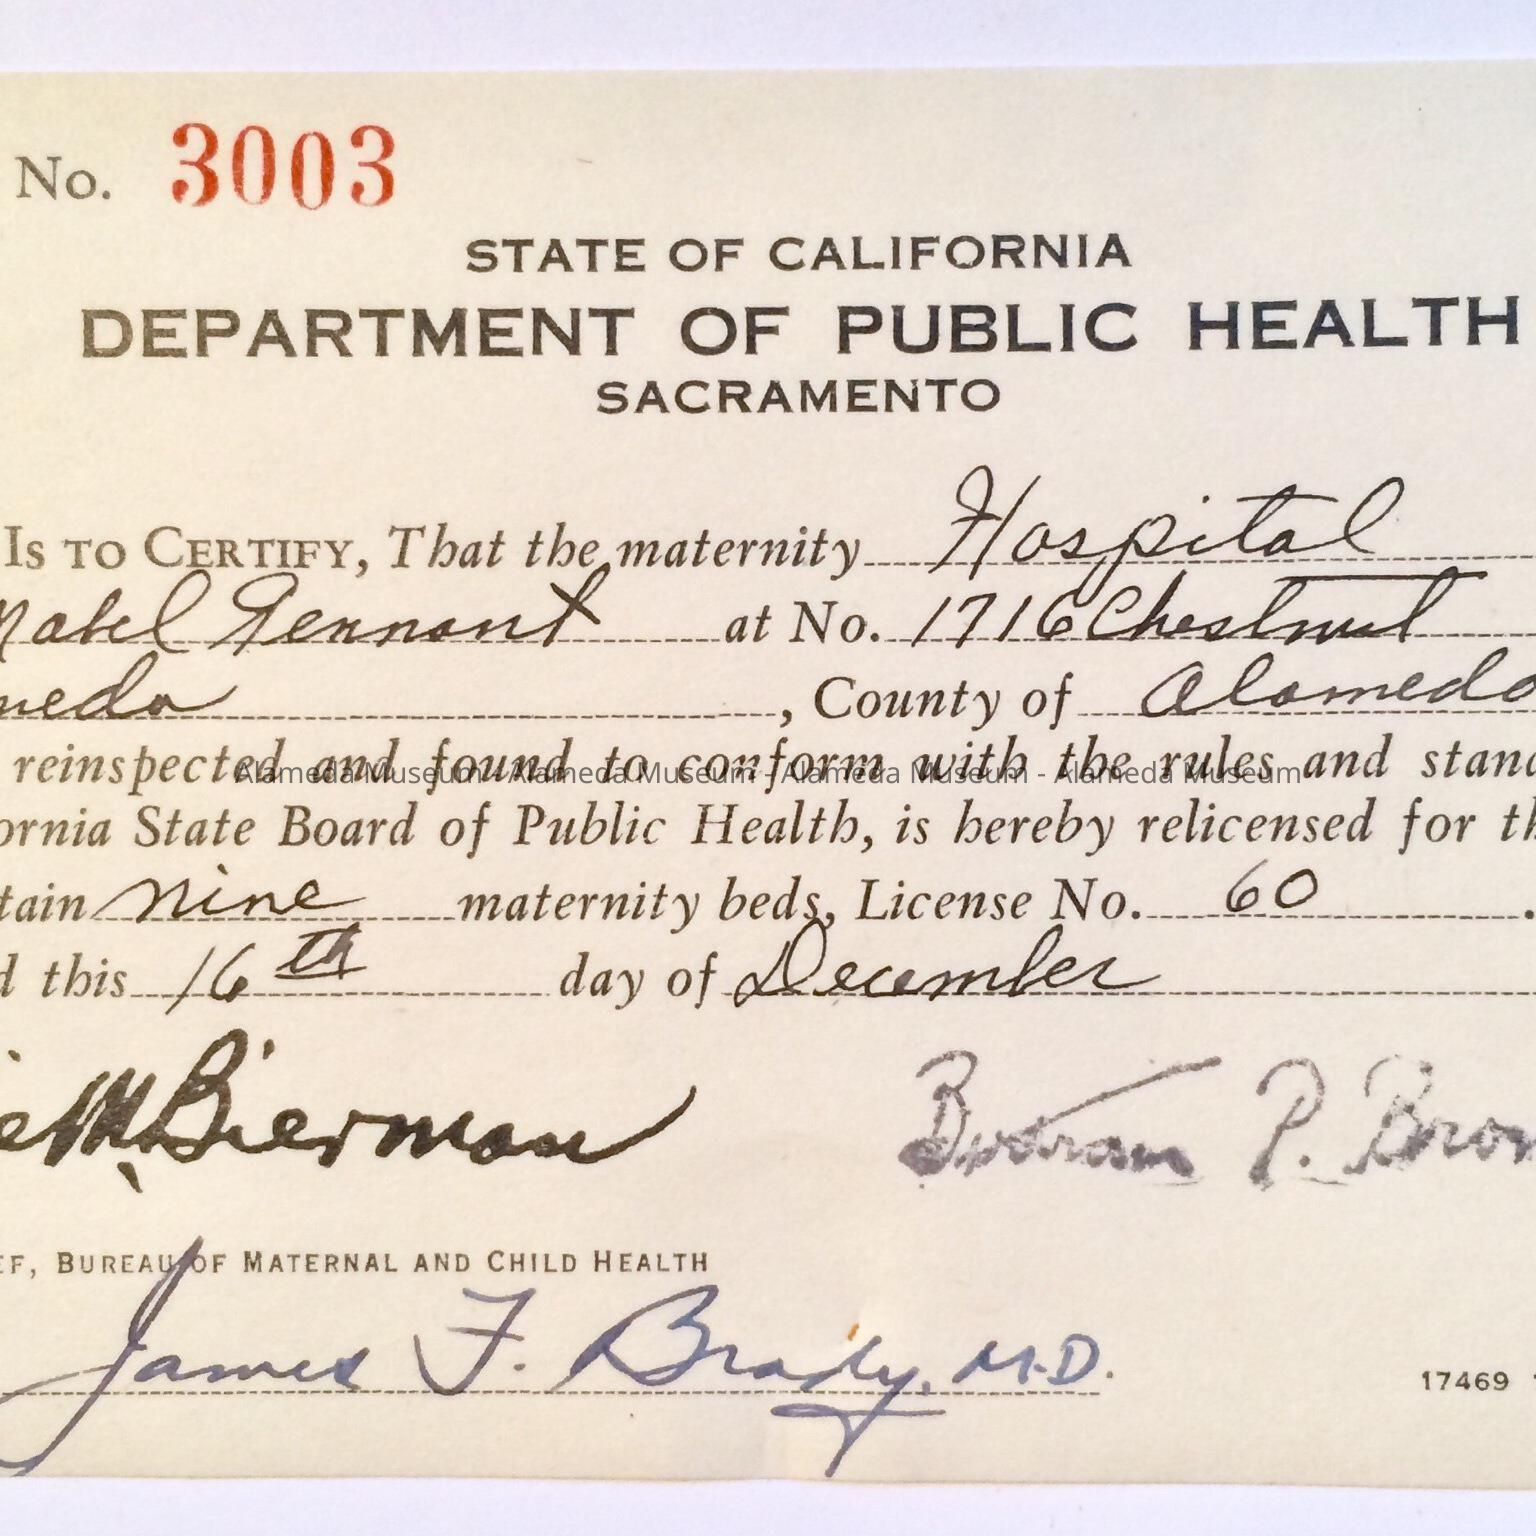 No. 3003
STATE OF CALIFORNIA
DEPARTMENT OF PUBLIC HEALTH
SACRAMENTO
IS TO CERTIFY, That the maternity Hospital
Mabel Tennant at No. 1716 Chestnut
meda, County of Alameda
reinspected and found to conform with the rules and stand
Alameda Museum - Alameda Museum - Alameda Museum - Alameda Museum
ornia State Board of Public Health, is hereby relicensed for th
tain nine maternity beds, License No. 60.
d this 16th day of December
e M. Bierman Bertram P. Brow
EF, BUREAU OF MATERNAL AND CHILD HEALTH
James F. Brady, M.D.
17469